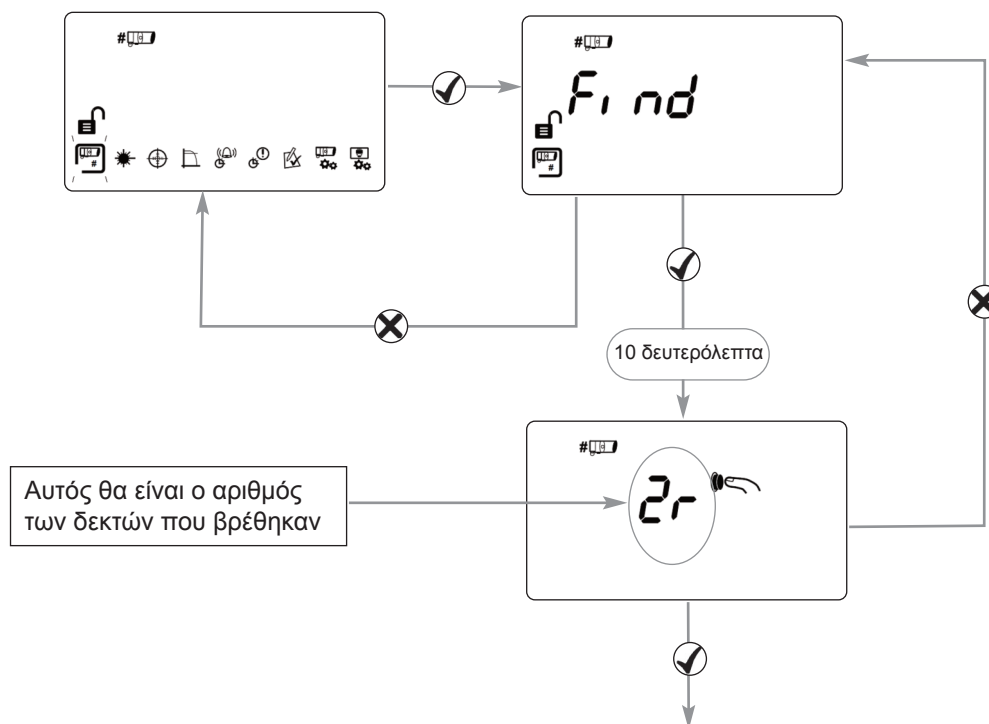 #
#
Find
#
10 δευτερόλεπτα
#
2r
Αυτός θα είναι ο αριθμός
των δεκτών που βρέθηκαν